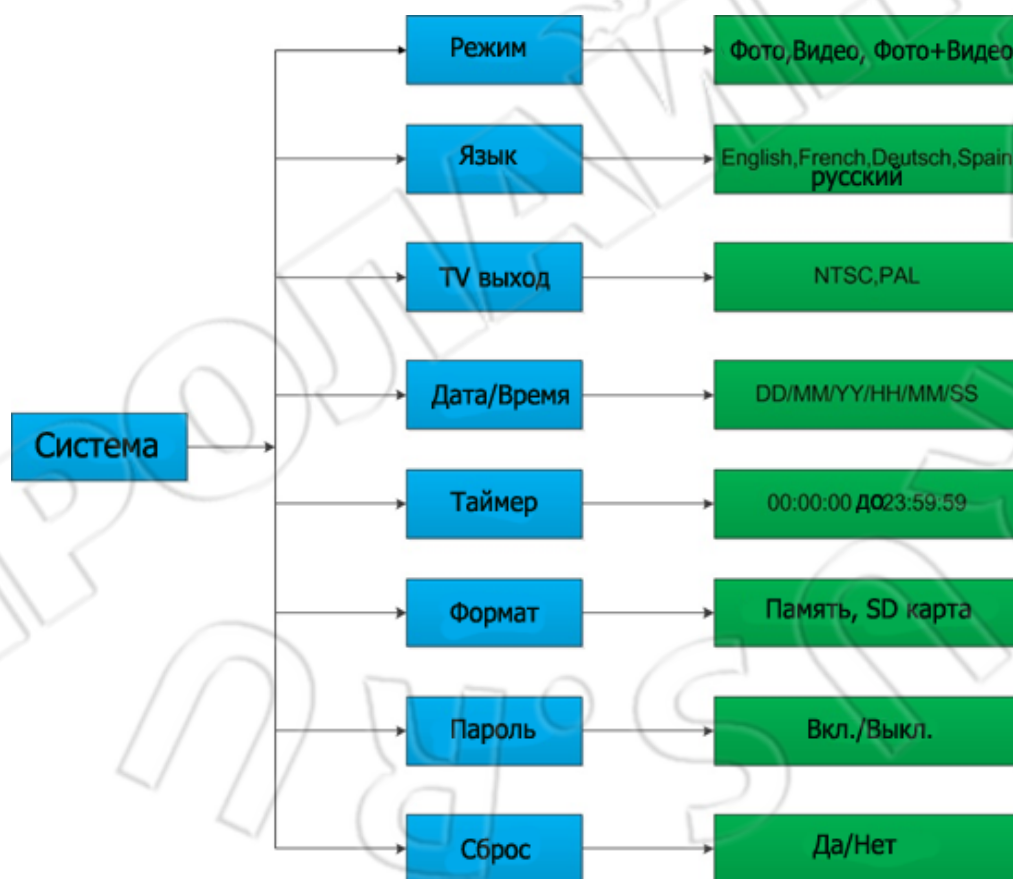 Режим
Фото,Видео, Фото+Видео
Язык
English,French,Deutsch,Spain
русский
TV выход
NTSC,PAL
Дата/Время
DD/MM/YY/HH/MM/SS
Система
Таймер
00:00:00 ДО23:59:59
Формат
Память, SD карта
Пароль
Вкл./Выкл.
Сброс
Да/Нет